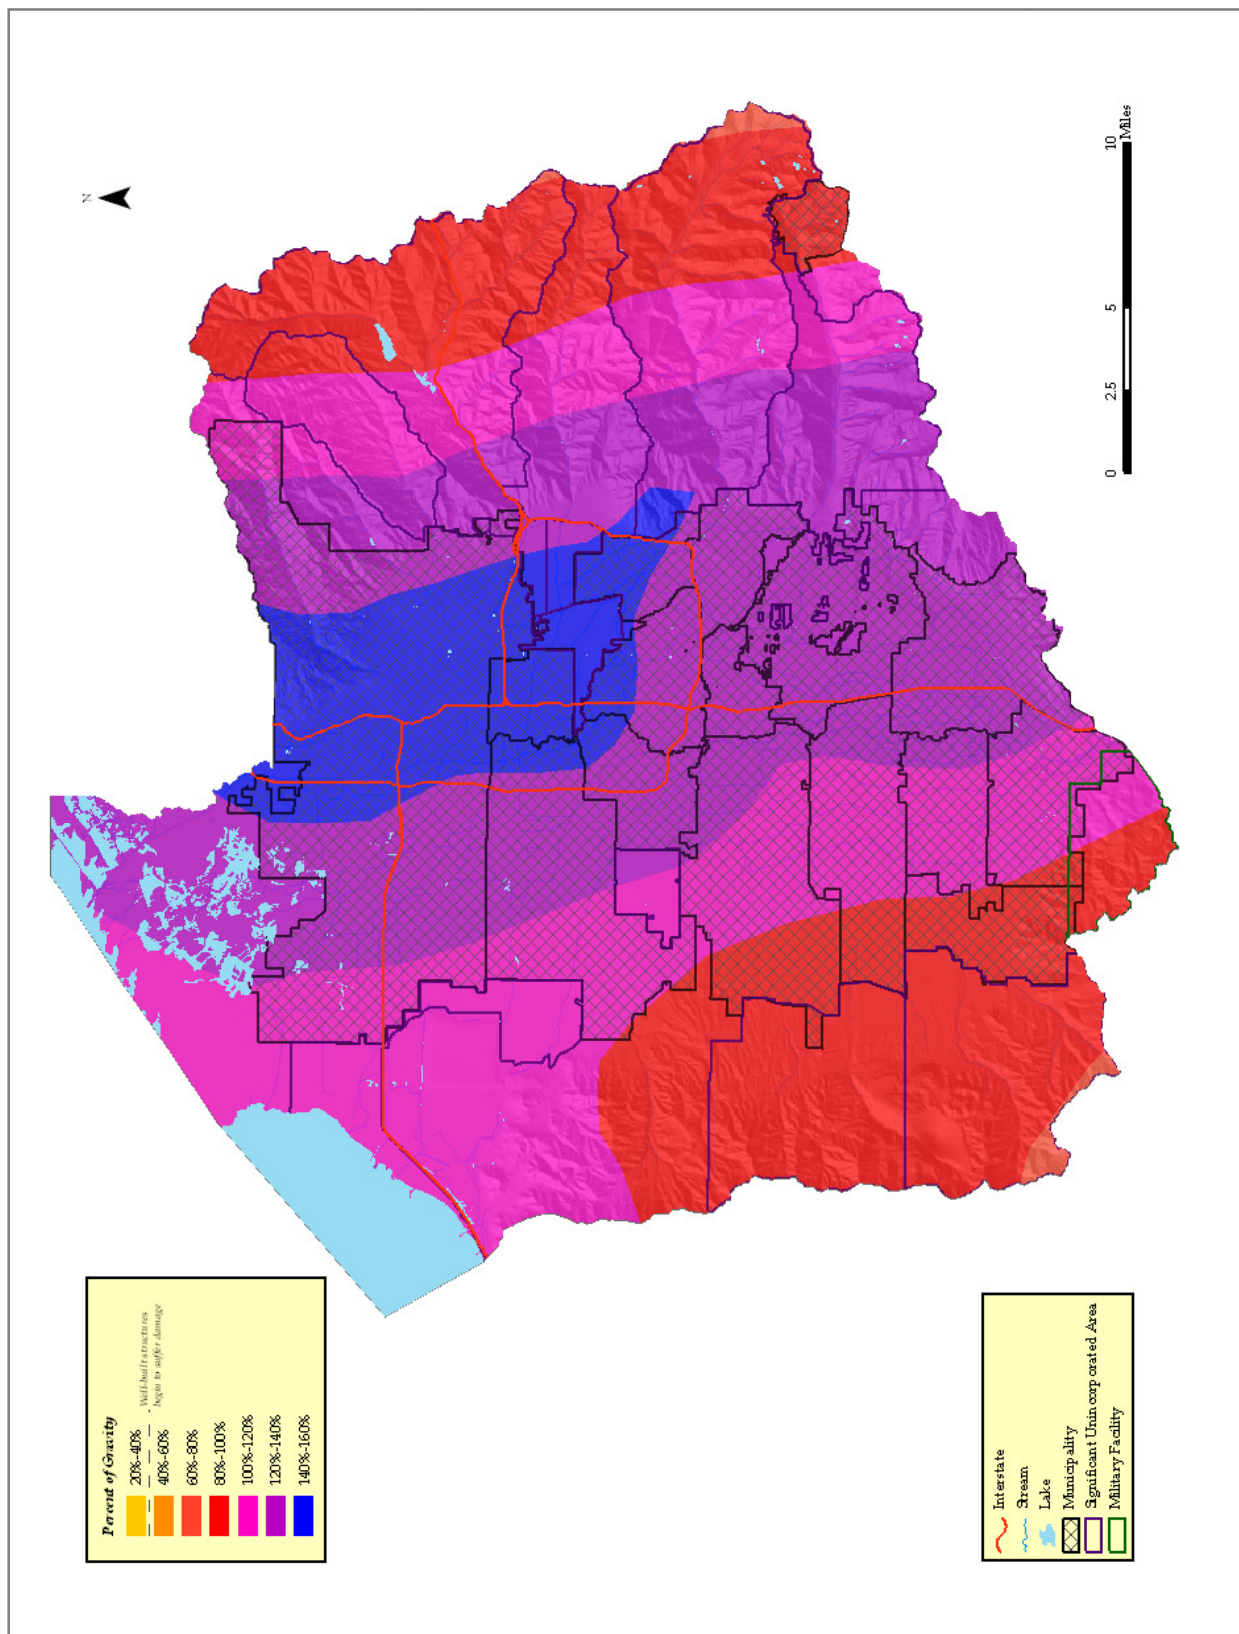 N
10
Miles
5
2.5
0
Percent of Gravity
20%-40%
Well-built structures
begin to suffer damage
40%-60%
60%-80%
80%-100%
100%-120%
120%-140%
140%-160%
Interstate
Stream
Lake
Municipality
Significant Unincorporated Area
Military Facility